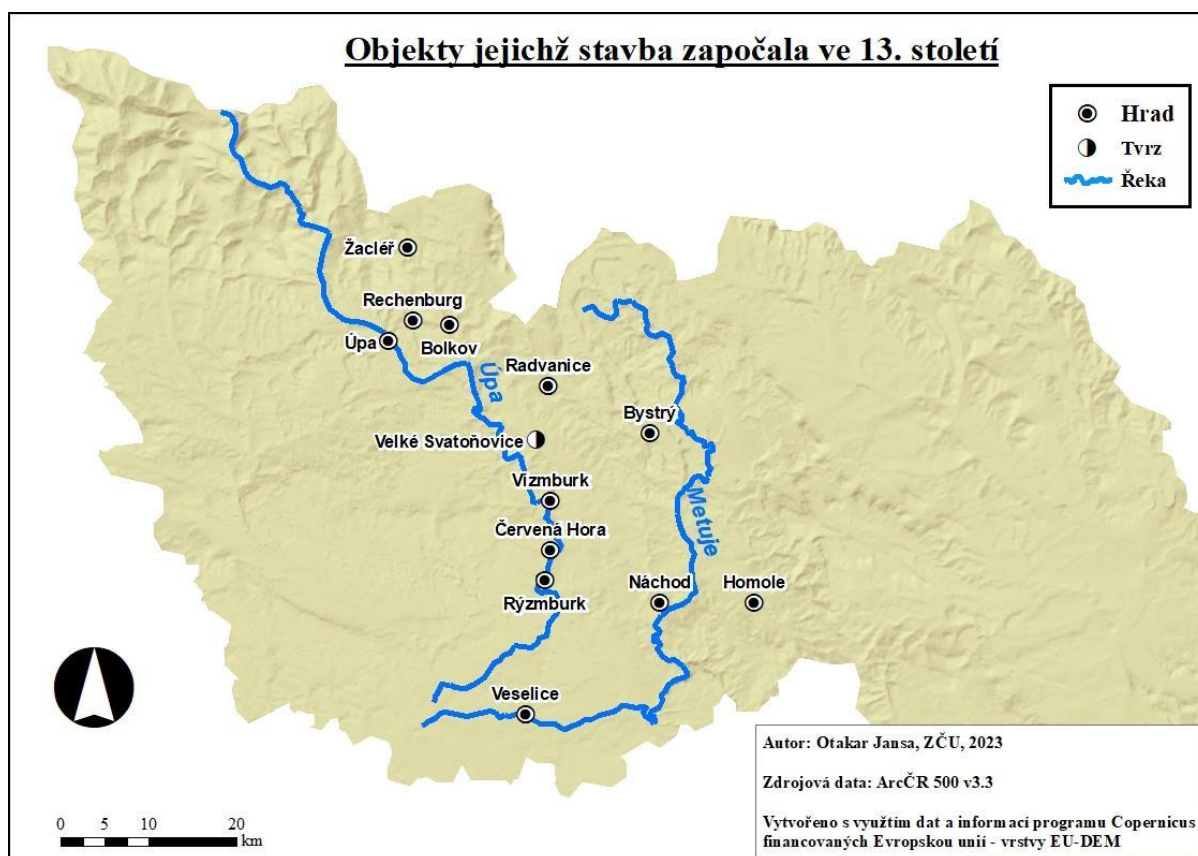 Objekty jejichž stavba započala ve 13. století
Hrad
Tvrz
Řeka
Žacléř
Rechenburg
Úpa
Bolkov
Úpa
Radvanice
Bystrý
Velké Svatoňovice
Vizmburk
Metuje
Červená Hora
Rýzmburk
Náchod
Homole
Veselice
Autor: Otakar Jansa, ZČU, 2023
Zdrojová data: ArcČR 500 v3.3
Vytvořeno s využitím dat a informací programu Copernicus
financovaných Evropskou unií - vrstvy EU-DEM
0 5 10 20
km